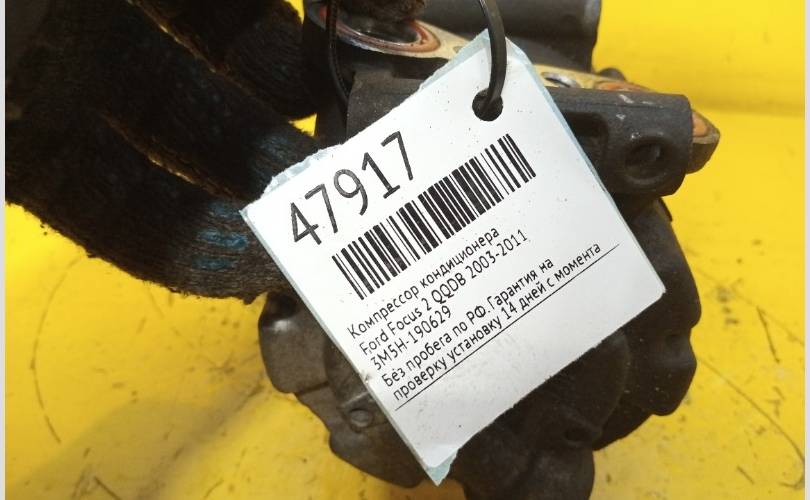 47917
Компрессор кондиционера
Ford Focus 2 QQDB 2003-2011
3M5H-190629
Без пробега по РФ.Гарантия на
проверку установку 14 дней с момента